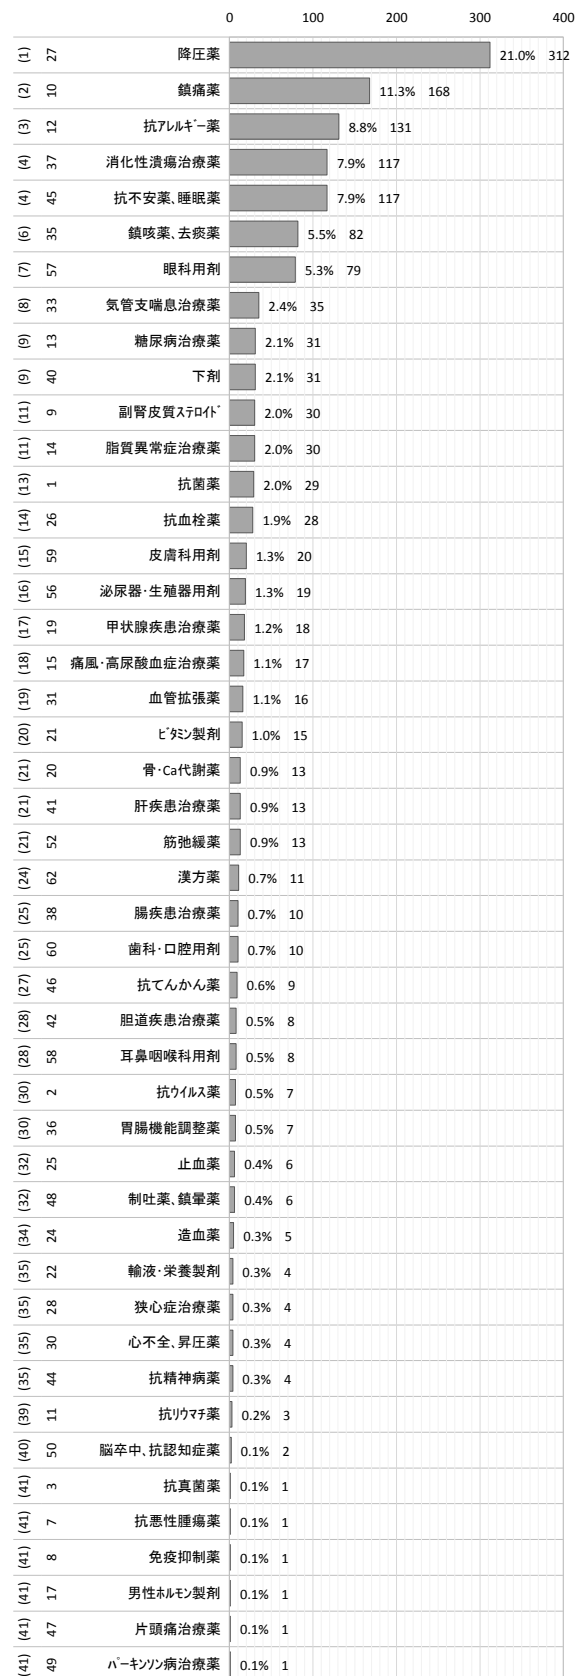 0 100 200 300 400
(1) 27 降圧薬 21.0% 312
(2) 10 鎮痛薬 11.3% 168
(3) 12 抗ｱﾚﾙｷﾞｰ薬 8.8% 131
(4) 37 消化性潰瘍治療薬 7.9% 117
(4) 45 抗不安薬、睡眠薬 7.9% 117
(6) 35 鎮咳薬、去痰薬 5.5% 82
(7) 57 眼科用剤 5.3% 79
(8) 33 気管支喘息治療薬 2.4% 35
(9) 13 糖尿病治療薬 2.1% 31
(9) 40 下剤 2.1% 31
(11) 9 副腎皮質ｽﾃﾛｲﾄﾞ 2.0% 30
(11) 14 脂質異常症治療薬 2.0% 30
(13) 1 抗菌薬 2.0% 29
(14) 26 抗血栓薬 1.9% 28
(15) 59 皮膚科用剤 1.3% 20
(16) 56 泌尿器･生殖器用剤 1.3% 19
(17) 19 甲状腺疾患治療薬 1.2% 18
(18) 15 痛風･高尿酸血症治療薬 1.1% 17
(19) 31 血管拡張薬 1.1% 16
(20) 21 ﾋﾞﾀﾐﾝ製剤 1.0% 15
(21) 20 骨･Ca代謝薬 0.9% 13
(21) 41 肝疾患治療薬 0.9% 13
(21) 52 筋弛緩薬 0.9% 13
(24) 62 漢方薬 0.7% 11
(25) 38 腸疾患治療薬 0.7% 10
(25) 60 歯科･口腔用剤 0.7% 10
(27) 46 抗てんかん薬 0.6% 9
(28) 42 胆道疾患治療薬 0.5% 8
(28) 58 耳鼻咽喉科用剤 0.5% 8
(30) 2 抗ｳｲﾙｽ薬 0.5% 7
(30) 36 胃腸機能調整薬 0.5% 7
(32) 25 止血薬 0.4% 6
(32) 48 制吐薬、鎮暈薬 0.4% 6
(34) 24 造血薬 0.3% 5
(35) 22 輸液･栄養製剤 0.3% 4
(35) 28 狭心症治療薬 0.3% 4
(35) 30 心不全、昇圧薬 0.3% 4
(35) 44 抗精神病薬 0.3% 4
(39) 11 抗ﾘｳﾏﾁ薬 0.2% 3
(40) 50 脳卒中、抗認知症薬 0.1% 2
(41) 3 抗真菌薬 0.1% 1
(41) 7 抗悪性腫瘍薬 0.1% 1
(41) 8 免疫抑制薬 0.1% 1
(41) 17 男性ﾎﾙﾓﾝ製剤 0.1% 1
(41) 47 片頭痛治療薬 0.1% 1
(41) 49 ﾊﾟｰｷﾝｿﾝ病治療薬 0.1% 1